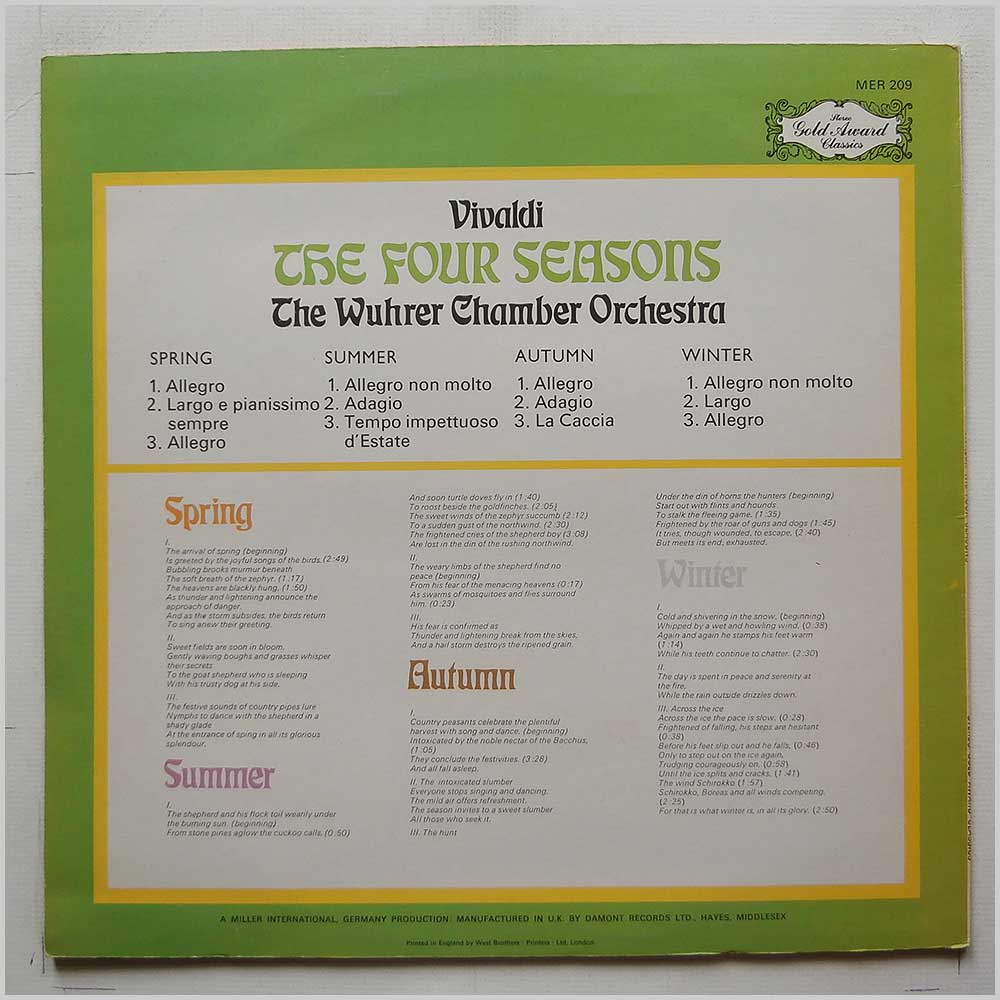 MER 209
Stereo
Gold Award
Classics
Vivaldi
THE FOUR SEASONS
The Wuhrer Chamber Orchestra
SPRING
1. Allegro
2. Largo e pianissimo
sempre
3. Allegro
SUMMER
1. Allegro non molto
2. Adagio
3. Tempo impettuoso
d'Estate
AUTUMN
1. Allegro
2. Adagio
3. La Caccia
WINTER
1. Allegro non molto
2. Largo
3. Allegro
Spring
I.
The arrival of spring (beginning)
Is greeted by the joyful songs of the birds. (2:49)
Bubbling brooks murmur beneath
The soft breath of the zephyr. (1:17)
The heavens are blackly hung, (1:50)
As thunder and lightening announce the
approach of danger,
And as the storm subsides, the birds return
To sing anew their greeting.
II.
Sweet fields are soon in bloom,
Gently waving boughs and grasses whisper
their secrets
To the goat shepherd who is sleeping
With his trusty dog at his side.
III.
The festive sounds of country pipes lure
Nymphs to dance with the shepherd in a
shady glade
At the entrance of sping in all its glorious
splendour.
Summer
I.
The shepherd and his flock toil wearily under
the burning sun. (beginning)
From stone pines aglow the cuckoo calls, (0:50)
And soon turtle doves fly in (1:40)
To roost beside the goldfinches. (2:05)
The sweet winds of the zephyr succumb (2:12)
To a sudden gust of the northwind. (2:30)
The frightened cries of the shepherd boy (3:08)
Are lost in the din of the rushing northwind.
II.
The weary limbs of the shepherd find no
peace (beginning)
From his fear of the menacing heavens (0:17)
As swarms of mosquitoes and flies surround
him. (0:23)
III.
His fear is confirmed as
Thunder and lightening break from the skies,
And a hail storm destroys the ripened grain.
Autumn
I.
Country peasants celebrate the plentiful
harvest with song and dance, (beginning)
Intoxicated by the noble nectar of the Bacchus,
(1:05)
They conclude the festivities. (3:28)
And all fall asleep.
II. The intoxicated slumber
Everyone stops singing and dancing.
The mild air offers refreshment.
The season invites to a sweet slumber
All those who seek it.
III. The hunt
Under the din of horns the hunters (beginning)
Start out with flints and hounds
To stalk the fleeing game. (1:35)
Frightened by the roar of guns and dogs (1:45)
It tries, though wounded, to escape, (2:40)
But meets its end, exhausted.
Winter
I.
Cold and shivering in the snow, (beginning)
Whipped by a wet and howling wind. (0:38)
Again and again he stamps his feet warm
(1:14)
While his teeth continue to chatter. (2:30)
II.
The day is spent in peace and serenity at
the fire,
While the rain outside drizzles down.
III. Across the ice
Across the ice the pace is slow, (0:28)
Frightened of falling, his steps are hesitant
(0:38)
Before his feet slip out and he falls, (0:46)
Only to step out on the ice again,
Trudging courageously on, (0:58)
Until the ice splits and cracks, (1:41)
The wind Schirokko (1:57)
Schirokko, Boreas and all winds competing,
(2:25)
For that is what winter is, in all its glory. (2:50)
A MILLER INTERNATIONAL, GERMANY PRODUCTION: MANUFACTURED IN U.K. BY DAMONT RECORDS LTD., HAYES, MIDDLESEX
Printed in England by West Brothers · Printers · Ltd. London.